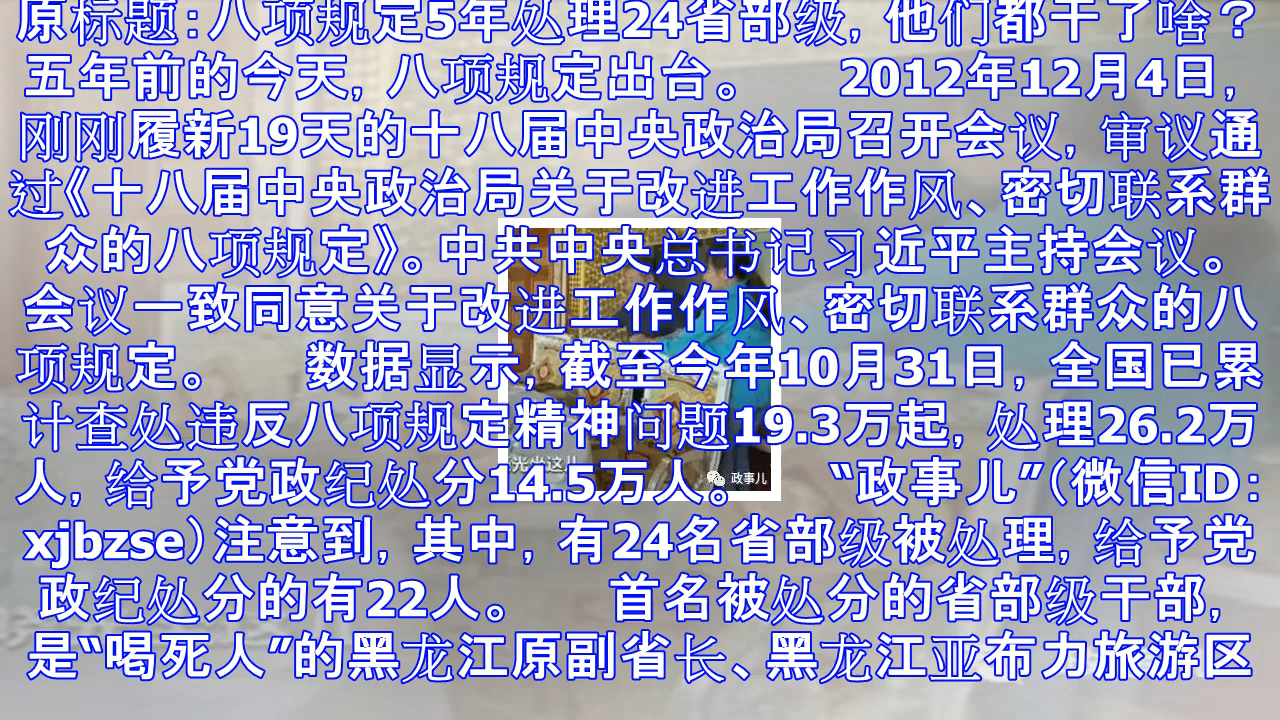 原标题：八项规定5年处理24省部级，他们都干了啥？
五年前的今天，八项规定出台。 2012年12月4日，
刚刚履新19天的十八届中央政治局召开会议，审议通
过《十八届中央政治局关于改进工作作风、密切联系群
众的八项规定》。中共中央总书记习近平主持会议。
会议一致同意关于改进工作作风、密切联系群众的八
项规定。 数据显示，截至今年10月31日，全国已累
计查处违反八项规定精神问题19.3万起，处理26.2万
人，给予党政纪处分14.5万人。 “政事儿”（微信ID：
xjbzse）注意到，其中，有24名省部级被处理，给予党
政纪处分的有22人。 首名被处分的省部级干部，
是“喝死人”的黑龙江原副省长、黑龙江亚布力旅游区
光坐这儿
政事儿